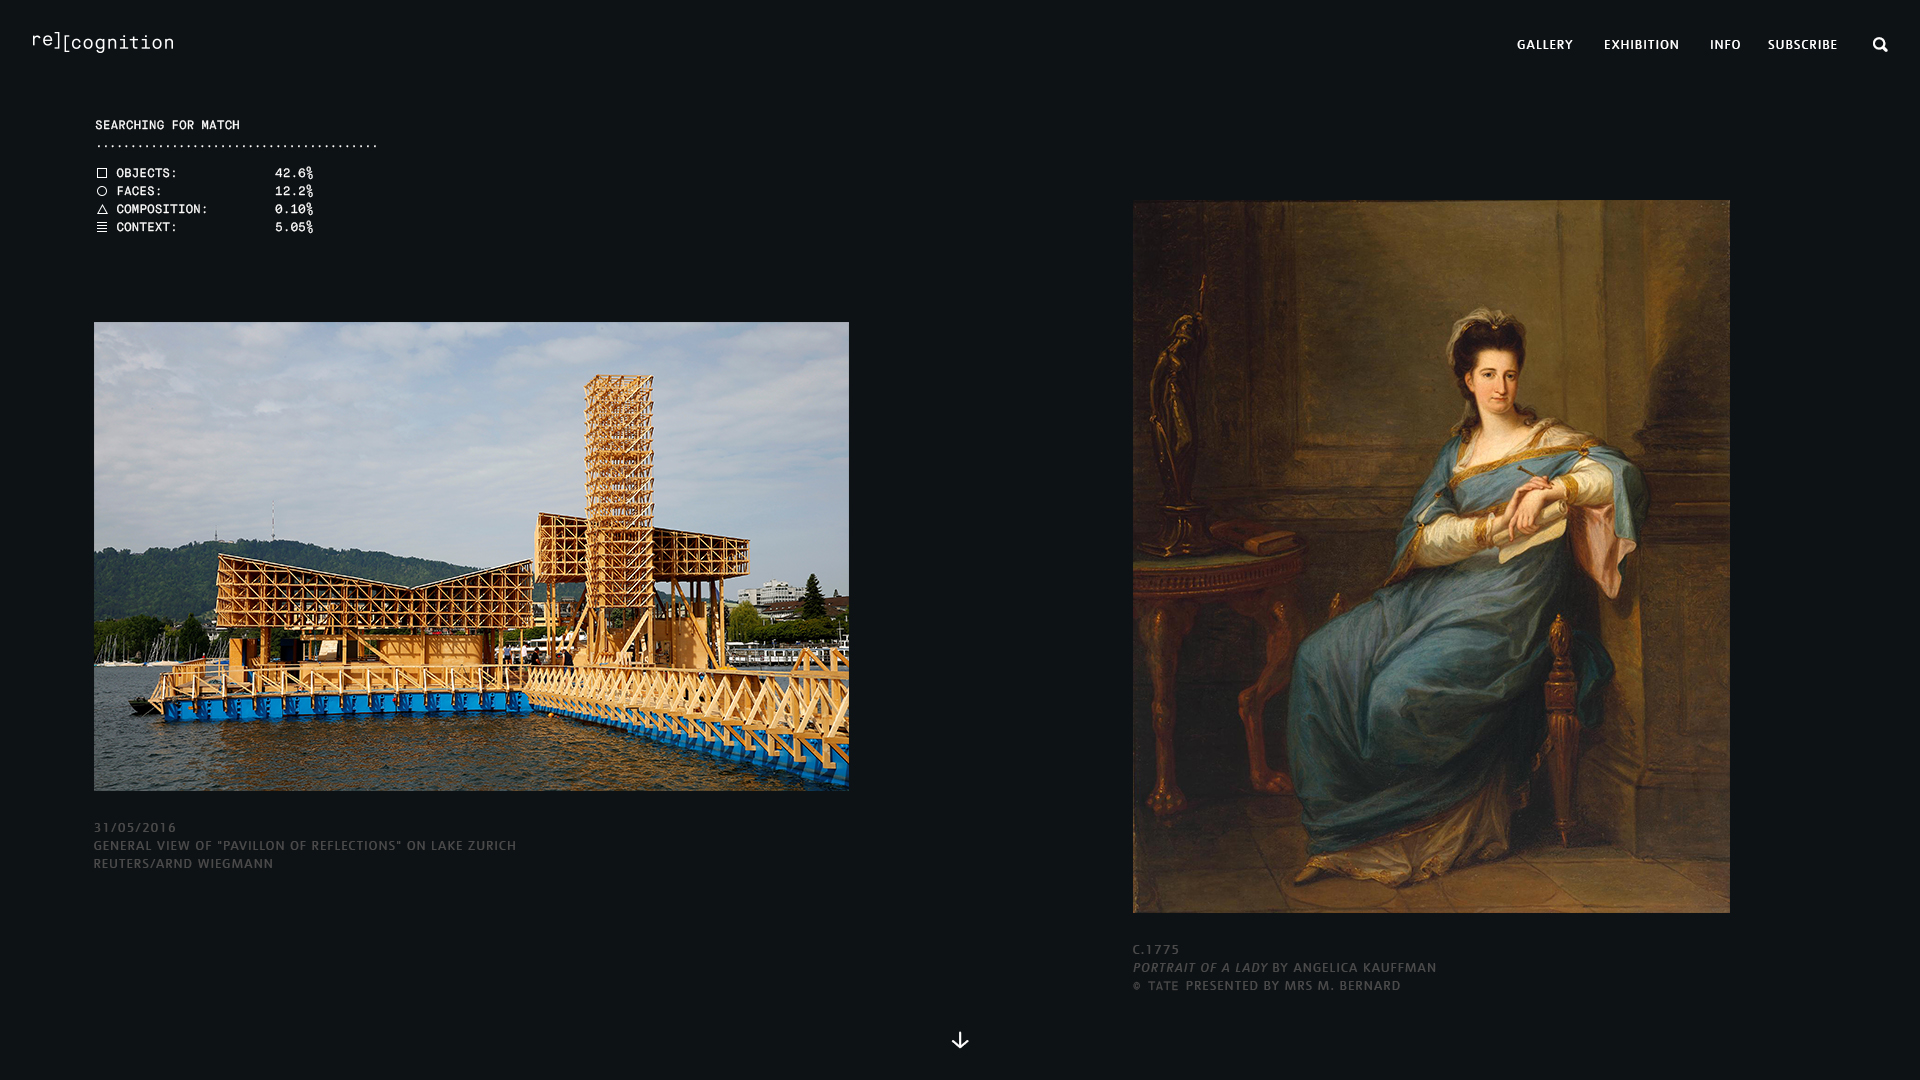 re][cognition
GALLERY EXHIBITION INFO SUBSCRIBE
SEARCHING FOR MATCH
.........................................
OBJECTS: 42.6%
FACES: 12.2%
COMPOSITION: 0.10%
CONTEXT: 5.05%
31/05/2016
GENERAL VIEW OF "PAVILLON OF REFLECTIONS" ON LAKE ZURICH
REUTERS/ARND WIEGMANN
C.1775
PORTRAIT OF A LADY BY ANGELICA KAUFFMAN
© TATE PRESENTED BY MRS M. BERNARD